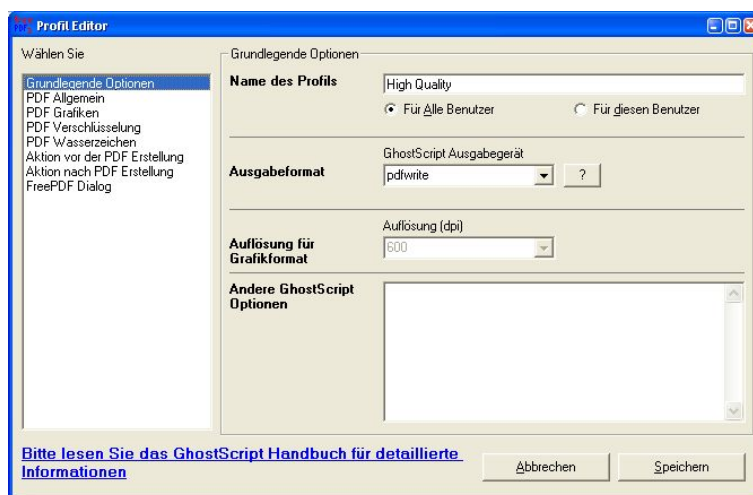 Profil Editor
Wählen Sie
Grundlegende Optionen
PDF Allgemein
PDF Grafiken
PDF Verschlüsselung
PDF Wasserzeichen
Aktion vor der PDF Erstellung
Aktion nach PDF Erstellung
FreePDF Dialog
Grundlegende Optionen
Name des Profils
High Quality
Für Alle Benutzer
Für diesen Benutzer
GhostScript Ausgabegerät
Ausgabeformat
pdfwrite
?
Auflösung (dpi)
Auflösung für
Grafikformat
600
Andere GhostScript
Optionen
Bitte lesen Sie das GhostScript Handbuch für detaillierte
Informationen
Abbrechen
Speichern